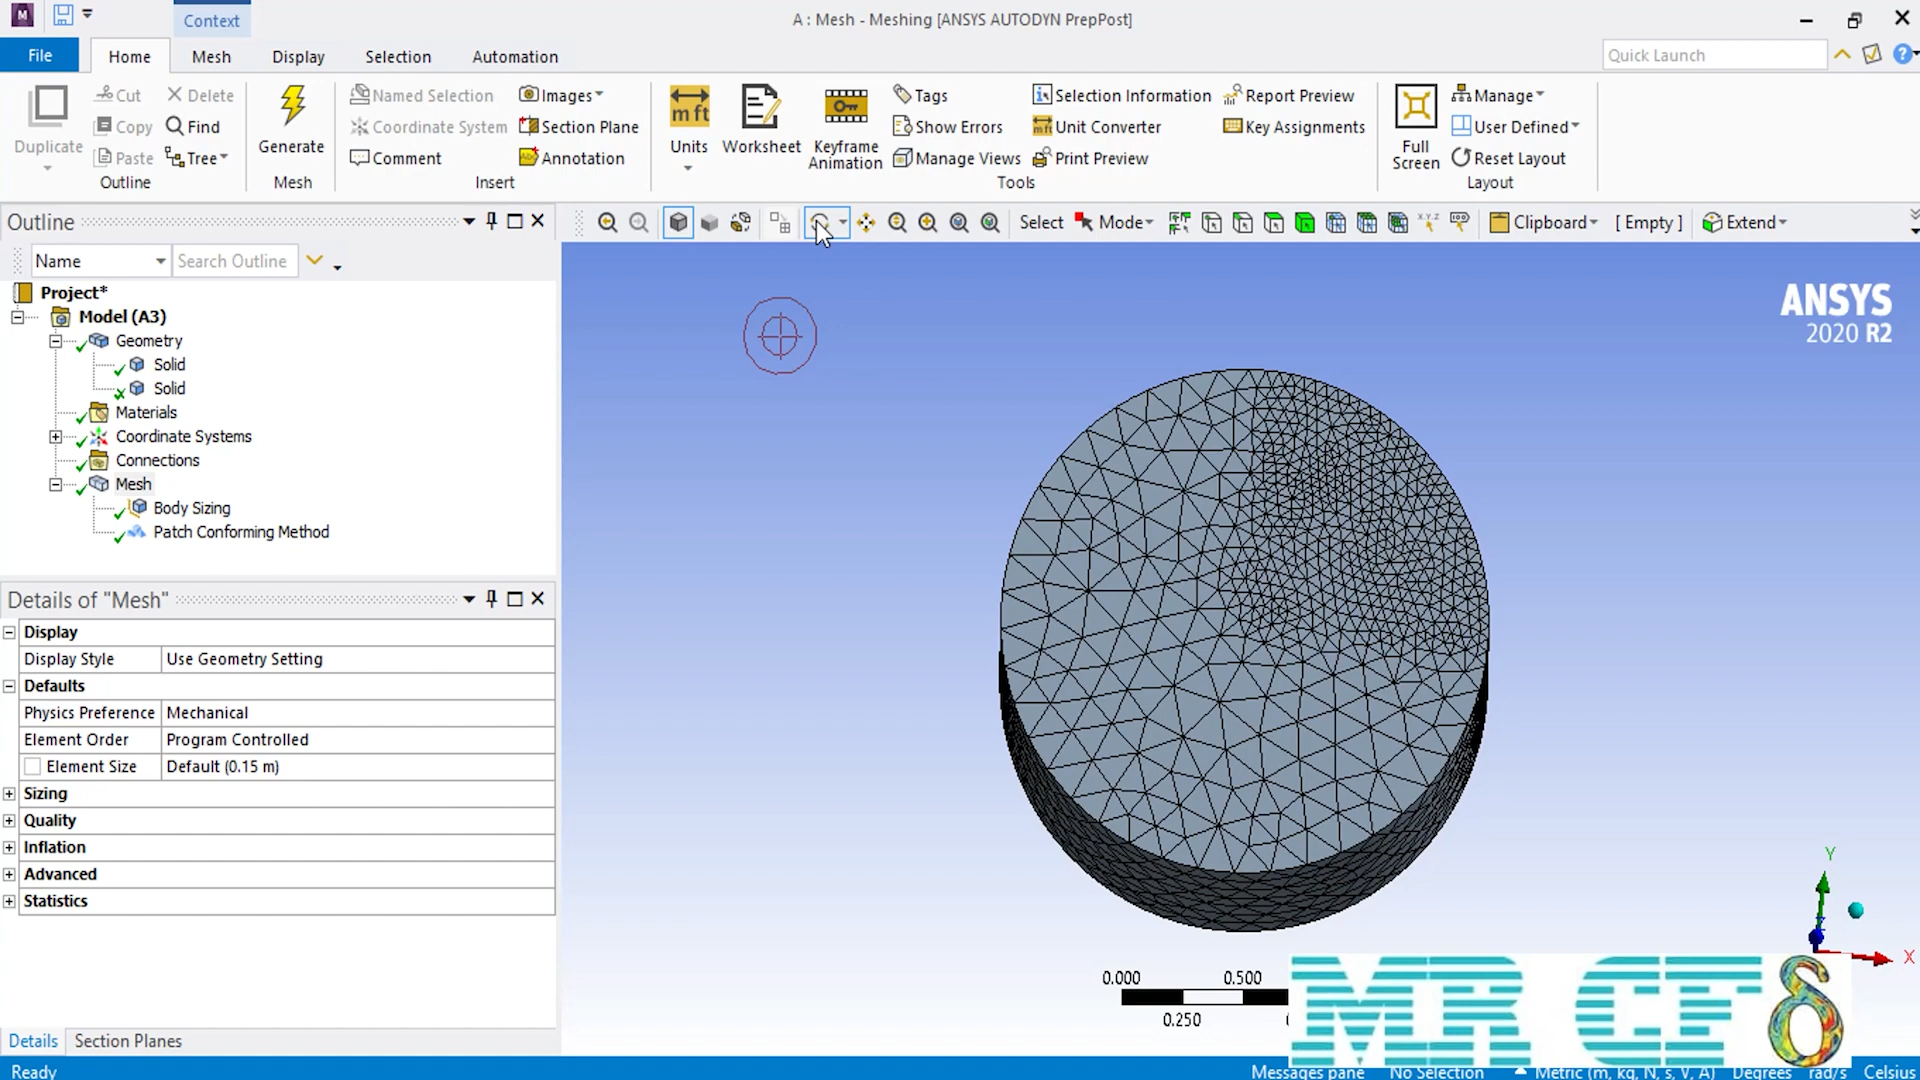 Context
A : Mesh - Meshing [ANSYS AUTODYN PrepPost]
File
Home
Mesh
Display
Selection
Automation
Quick Launch
Duplicate
Cut
Copy
Paste
Delete
Find
Tree
Outline
Generate
Mesh
Named Selection
Coordinate System
Comment
Images
Section Plane
Annotation
Insert
Units
Worksheet
Keyframe
Animation
Tags
Show Errors
Manage Views
Selection Information
Unit Converter
Print Preview
Report Preview
Key Assignments
Tools
Full
Screen
Manage
User Defined
Reset Layout
Layout
Outline
Select
Mode
Clipboard
[ Empty ]
Extend
Name
Search Outline
Project*
Model (A3)
Geometry
Solid
Solid
Materials
Coordinate Systems
Connections
Mesh
Body Sizing
Patch Conforming Method
ANSYS
2020 R2
Details of "Mesh"
Display
Display Style Use Geometry Setting
Defaults
Physics Preference Mechanical
Element Order Program Controlled
Element Size Default (0.15 m)
Sizing
Quality
Inflation
Advanced
Statistics
Y
X
0.000 0.500
0.250
MR CF
Details
Section Planes
Ready
Messages pane
No Selection
Metric (m, kg, N, s, V, A)
Degrees
rad/s
Celsius